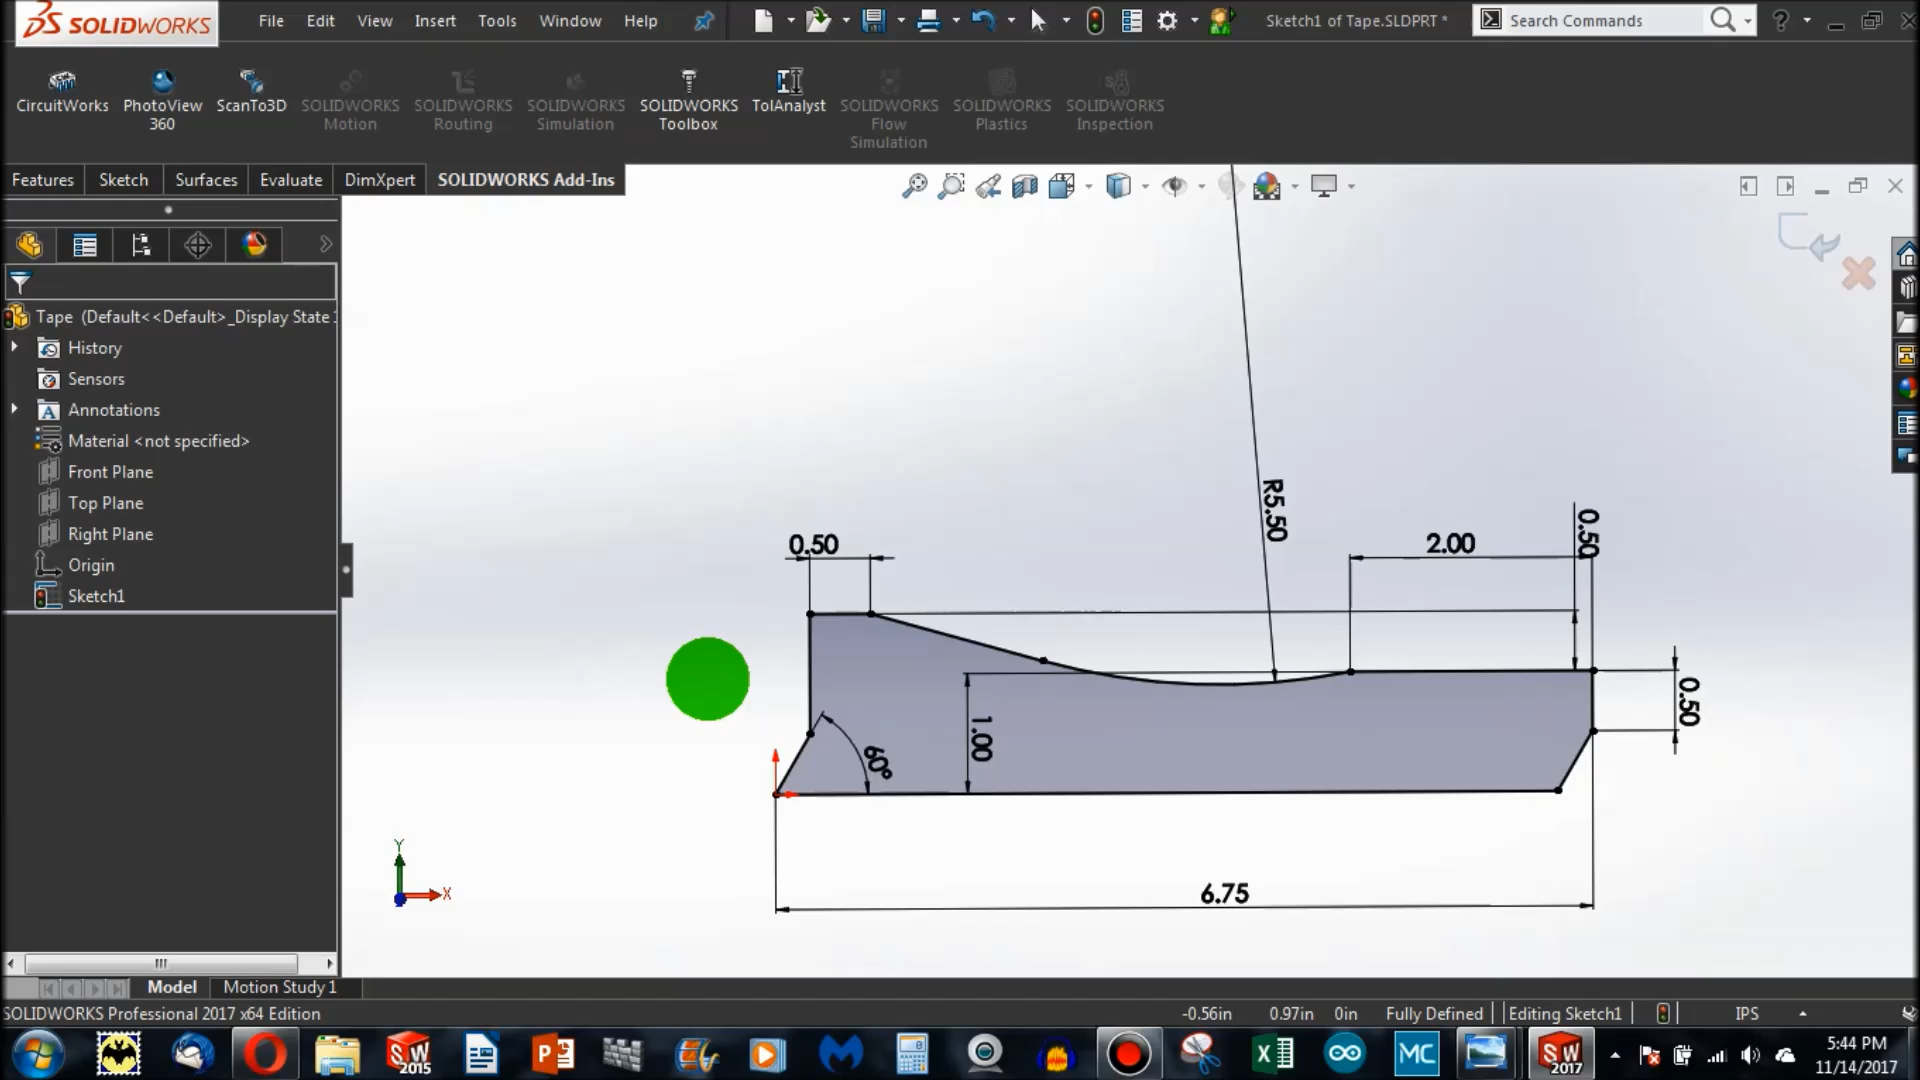 SOLIDWORKS
File Edit View Insert Tools Window Help
Sketch1 of Tape.SLDPRT *
Search Commands
CircuitWorks
PhotoView 360
ScanTo3D
SOLIDWORKS Motion
SOLIDWORKS Routing
SOLIDWORKS Simulation
SOLIDWORKS Toolbox
TolAnalyst
SOLIDWORKS Flow Simulation
SOLIDWORKS Plastics
SOLIDWORKS Inspection
Features Sketch Surfaces Evaluate DimXpert SOLIDWORKS Add-Ins
Tape (Default<<Default>_Display State 1
History
Sensors
Annotations
Material <not specified>
Front Plane
Top Plane
Right Plane
Origin
Sketch1
R5.50
0.50
2.00
0.50
0.50
1.00
60°
6.75
Y
X
Model Motion Study 1
SOLIDWORKS Professional 2017 x64 Edition
-0.56in 0.97in 0in Fully Defined Editing Sketch1 IPS
SW 2015
MC
SW 2017
5:44 PM
11/14/2017